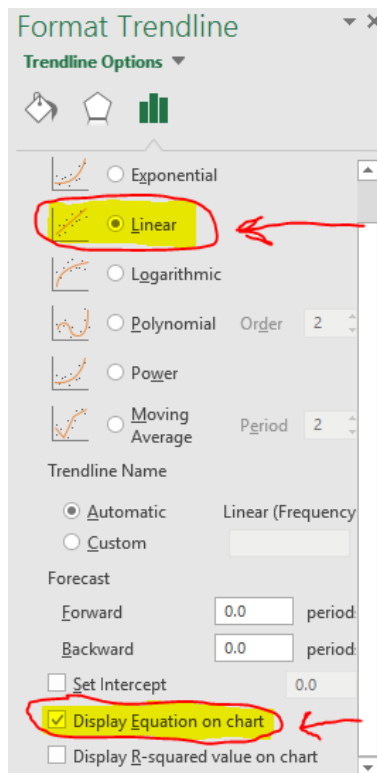 Format Trendline
Trendline Options
Exponential
Linear
Logarithmic
Polynomial Order 2
Power
Moving
Average Period 2
Trendline Name
Automatic Linear (Frequency
Custom
Forecast
Forward 0.0 period
Backward 0.0 period
Set Intercept 0.0
Display Equation on chart
Display R-squared value on chart